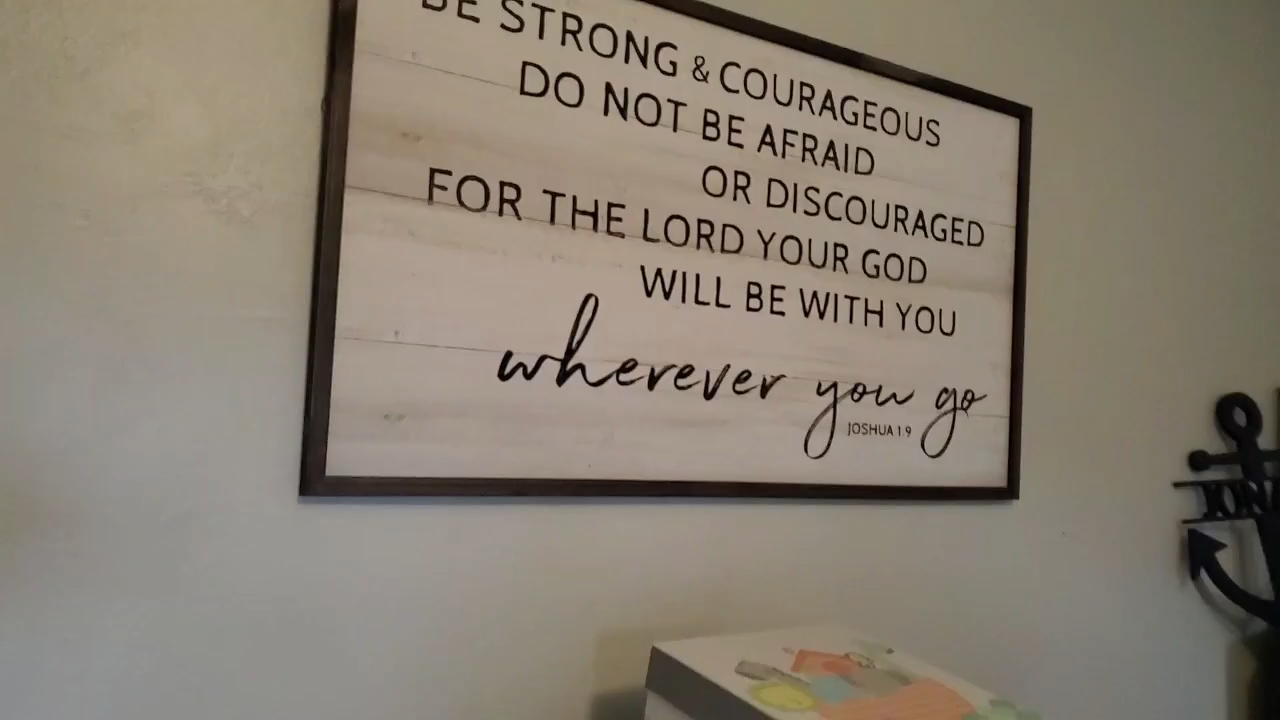 BE STRONG & COURAGEOUS
DO NOT BE AFRAID
OR DISCOURAGED
FOR THE LORD YOUR GOD
WILL BE WITH YOU
wherever you go
JOSHUA 1:9